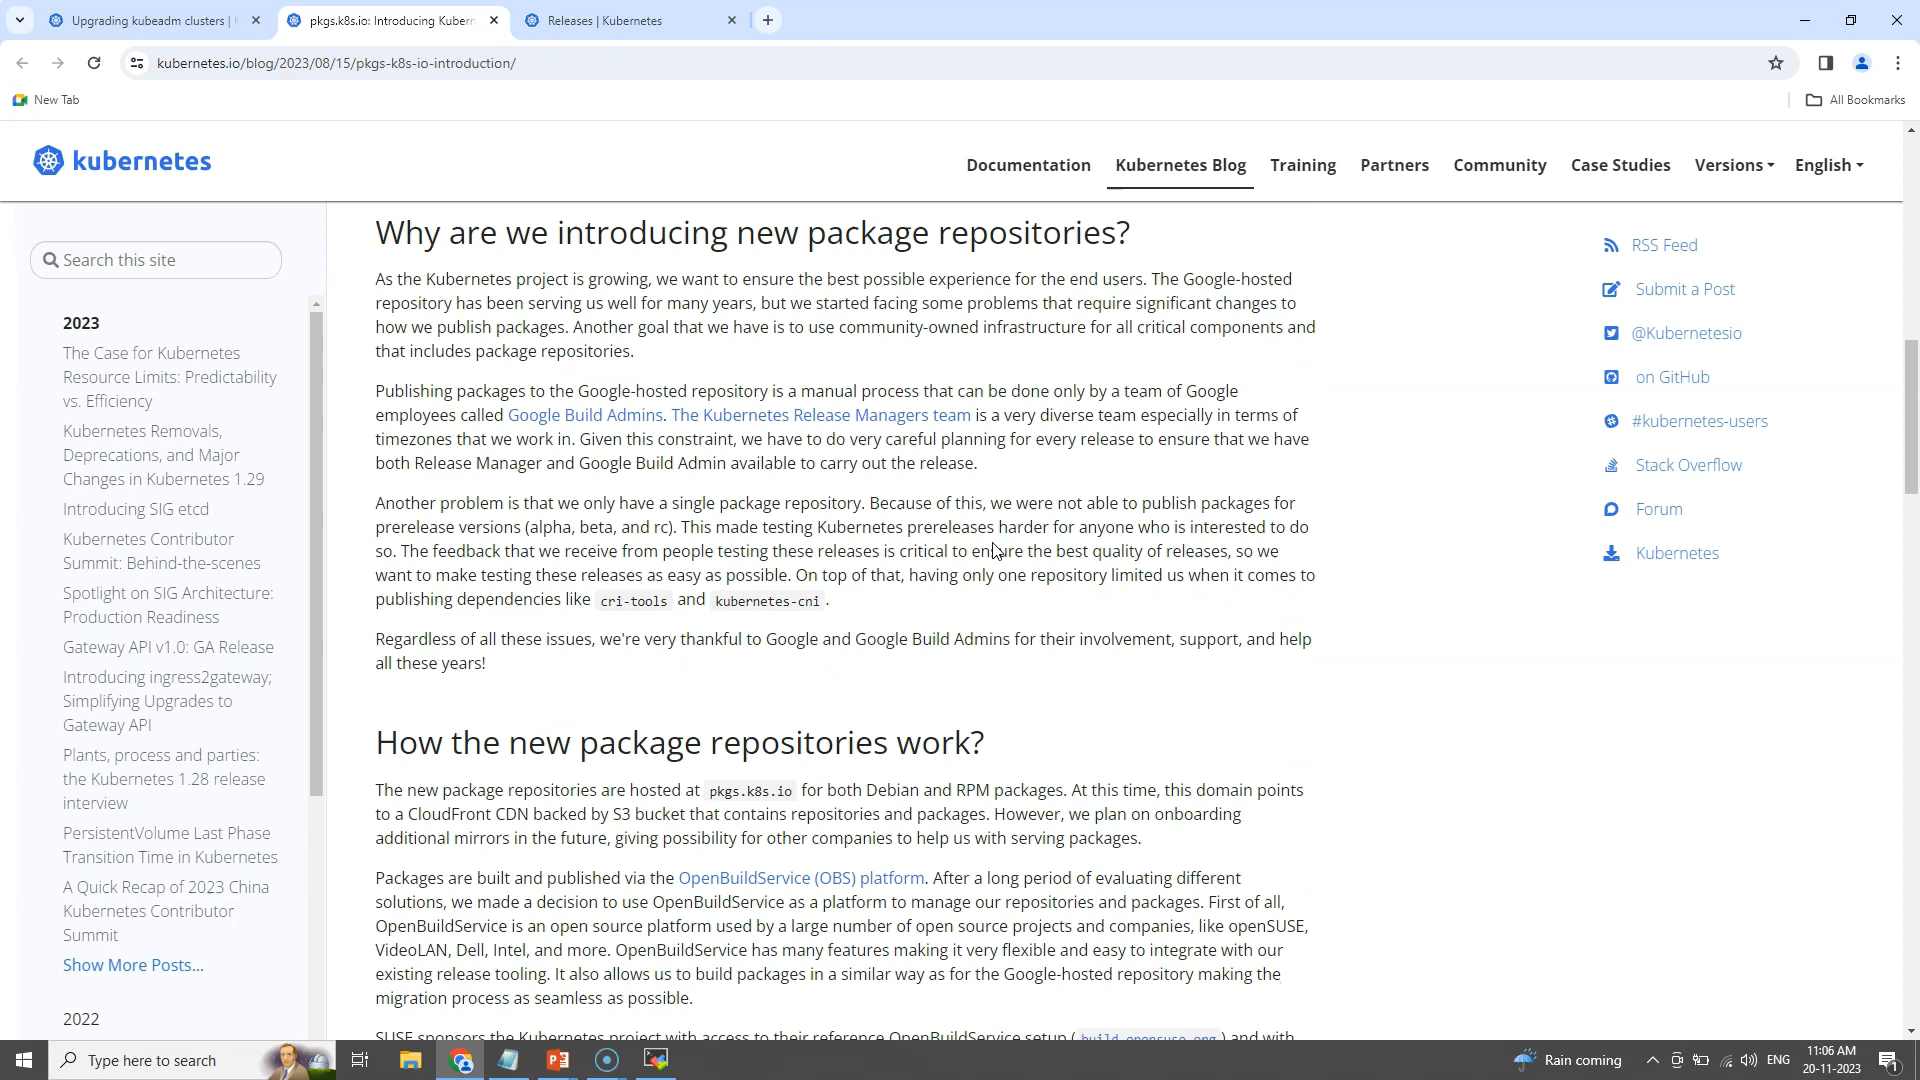 Upgrading kubeadm clusters |
pkgs.k8s.io: Introducing Kubern
Releases | Kubernetes
kubernetes.io/blog/2023/08/15/pkgs-k8s-io-introduction/
New Tab
All Bookmarks
kubernetes
Documentation
Kubernetes Blog
Training
Partners
Community
Case Studies
Versions
English
Search this site
2023
The Case for Kubernetes
Resource Limits: Predictability
vs. Efficiency
Kubernetes Removals,
Deprecations, and Major
Changes in Kubernetes 1.29
Introducing SIG etcd
Kubernetes Contributor
Summit: Behind-the-scenes
Spotlight on SIG Architecture:
Production Readiness
Gateway API v1.0: GA Release
Introducing ingress2gateway;
Simplifying Upgrades to
Gateway API
Plants, process and parties:
the Kubernetes 1.28 release
interview
PersistentVolume Last Phase
Transition Time in Kubernetes
A Quick Recap of 2023 China
Kubernetes Contributor
Summit
Show More Posts...
2022
Why are we introducing new package repositories?
As the Kubernetes project is growing, we want to ensure the best possible experience for the end users. The Google-hosted
repository has been serving us well for many years, but we started facing some problems that require significant changes to
how we publish packages. Another goal that we have is to use community-owned infrastructure for all critical components and
that includes package repositories.
Publishing packages to the Google-hosted repository is a manual process that can be done only by a team of Google
employees called Google Build Admins. The Kubernetes Release Managers team is a very diverse team especially in terms of
timezones that we work in. Given this constraint, we have to do very careful planning for every release to ensure that we have
both Release Manager and Google Build Admin available to carry out the release.
Another problem is that we only have a single package repository. Because of this, we were not able to publish packages for
prerelease versions (alpha, beta, and rc). This made testing Kubernetes prereleases harder for anyone who is interested to do
so. The feedback that we receive from people testing these releases is critical to ensure the best quality of releases, so we
want to make testing these releases as easy as possible. On top of that, having only one repository limited us when it comes to
publishing dependencies like cri-tools and kubernetes-cni.
Regardless of all these issues, we're very thankful to Google and Google Build Admins for their involvement, support, and help
all these years!
How the new package repositories work?
The new package repositories are hosted at pkgs.k8s.io for both Debian and RPM packages. At this time, this domain points
to a CloudFront CDN backed by S3 bucket that contains repositories and packages. However, we plan on onboarding
additional mirrors in the future, giving possibility for other companies to help us with serving packages.
Packages are built and published via the OpenBuildService (OBS) platform. After a long period of evaluating different
solutions, we made a decision to use OpenBuildService as a platform to manage our repositories and packages. First of all,
OpenBuildService is an open source platform used by a large number of open source projects and companies, like openSUSE,
VideoLAN, Dell, Intel, and more. OpenBuildService has many features making it very flexible and easy to integrate with our
existing release tooling. It also allows us to build packages in a similar way as for the Google-hosted repository making the
migration process as seamless as possible.
SUSE sponsors the Kubernetes project with access to their reference OpenBuildService setup (build.opensuse.org) and with
RSS Feed
Submit a Post
@Kubernetesio
on GitHub
#kubernetes-users
Stack Overflow
Forum
Kubernetes
Type here to search
Rain coming
ENG
11:06 AM
20-11-2023
1